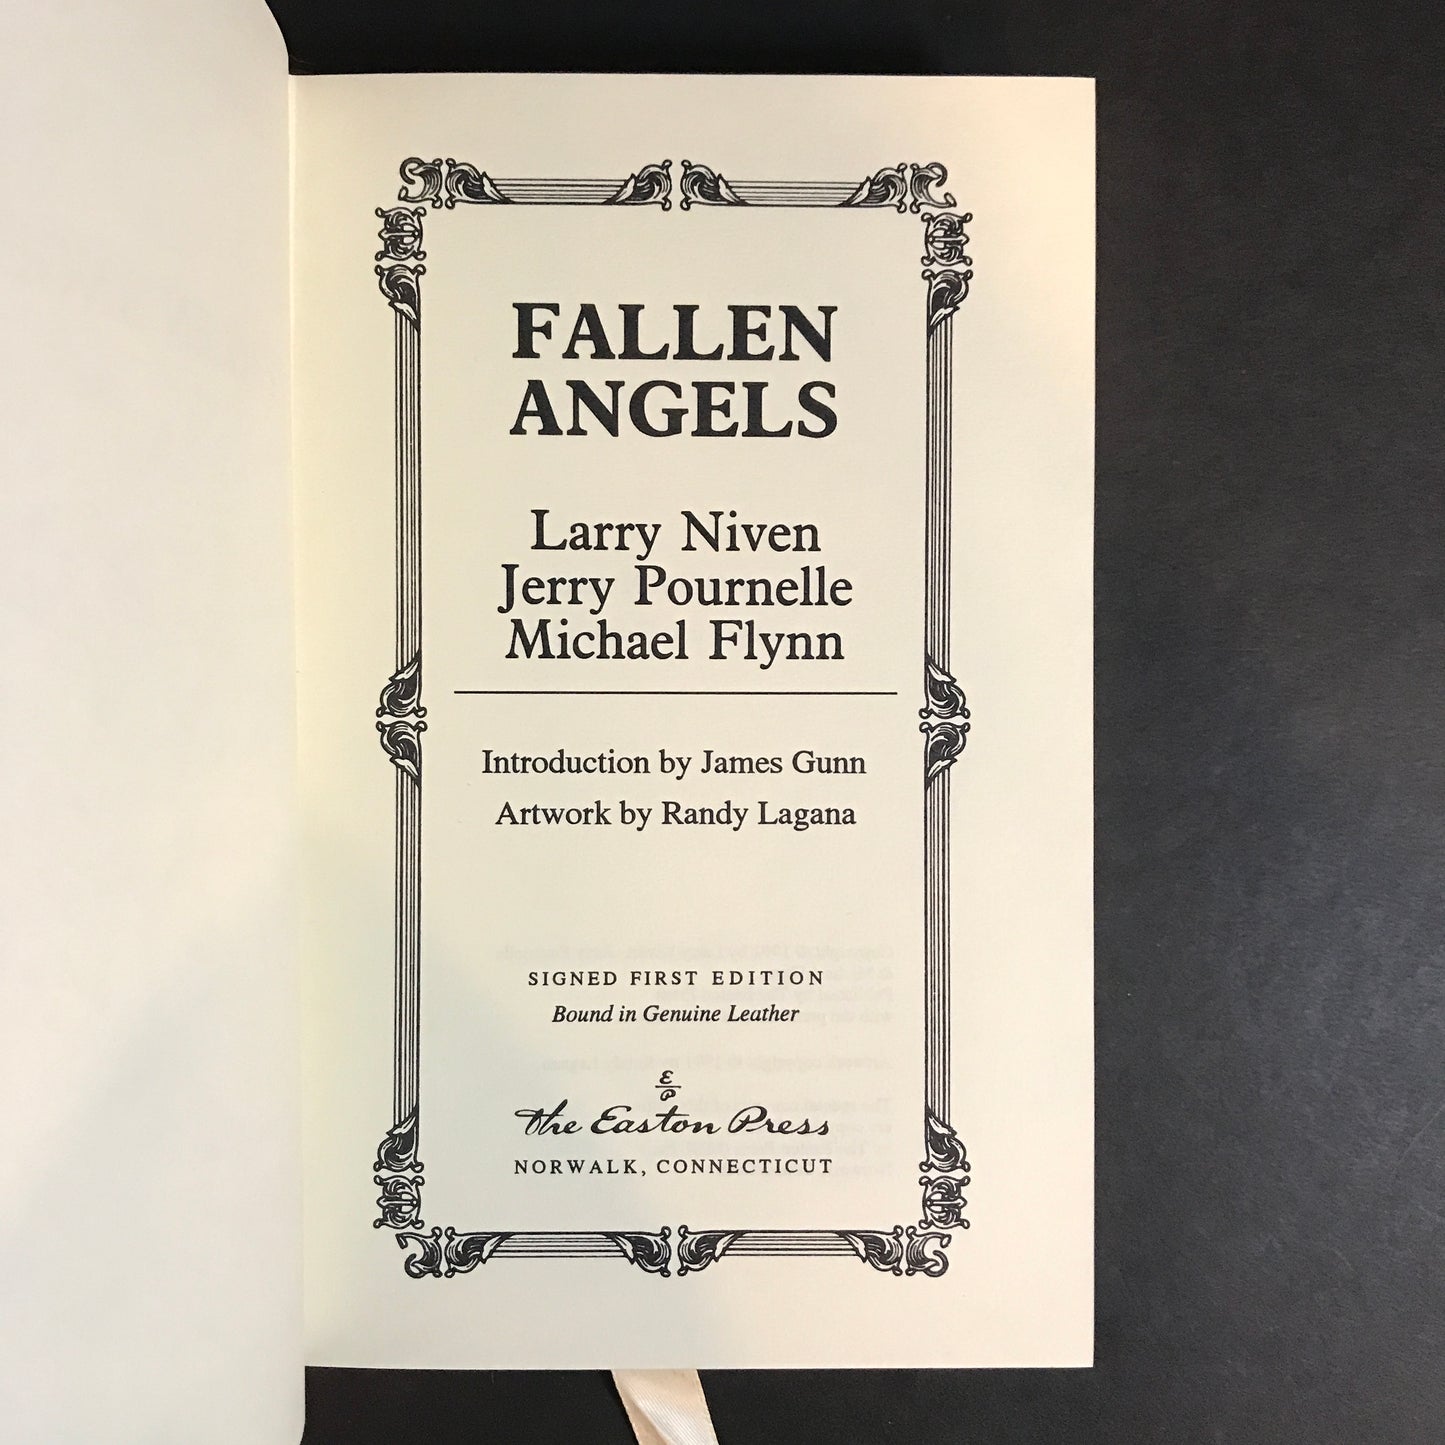 FALLEN
ANGELS
Larry Niven
Jerry Pournelle
Michael Flynn
Introduction by James Gunn
Artwork by Randy Lagana
SIGNED FIRST EDITION
Bound in Genuine Leather
E
P
The Easton Press
NORWALK, CONNECTICUT